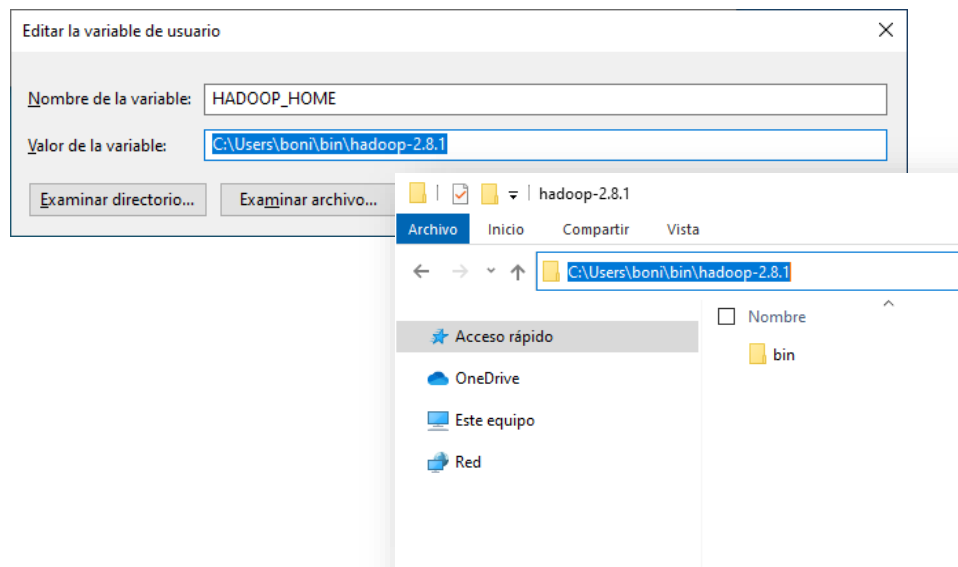 Editar la variable de usuario
Nombre de la variable: HADOOP_HOME
Valor de la variable: C:\Users\boni\bin\hadoop-2.8.1
Examinar directorio... Examinar archivo...
hadoop-2.8.1
Archivo Inicio Compartir Vista
C:\Users\boni\bin\hadoop-2.8.1
Nombre
bin
Acceso rápido
OneDrive
Este equipo
Red